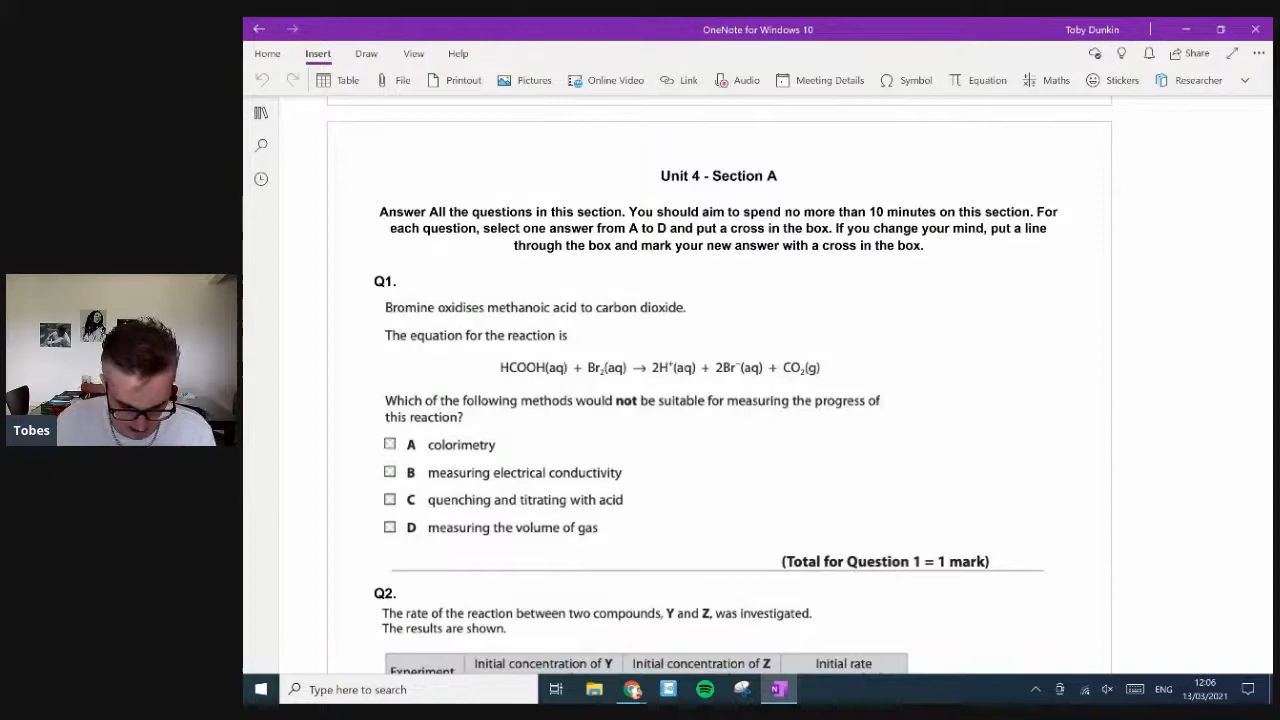 OneNote for Windows 10
Toby Dunkin
Home Insert Draw View Help
Share
Table File Printout Pictures Online Video Link Audio Meeting Details Symbol Equation Maths Stickers Researcher
Unit 4 - Section A
Answer All the questions in this section. You should aim to spend no more than 10 minutes on this section. For
each question, select one answer from A to D and put a cross in the box. If you change your mind, put a line
through the box and mark your new answer with a cross in the box.
Q1.
Bromine oxidises methanoic acid to carbon dioxide.
The equation for the reaction is
HCOOH(aq) + Br₂(aq) → 2H⁺(aq) + 2Br⁻(aq) + CO₂(g)
Which of the following methods would not be suitable for measuring the progress of
this reaction?
A colorimetry
B measuring electrical conductivity
C quenching and titrating with acid
D measuring the volume of gas
(Total for Question 1 = 1 mark)
Q2.
The rate of the reaction between two compounds, Y and Z, was investigated.
The results are shown.
Experiment Initial concentration of Y Initial concentration of Z Initial rate
Tobes
Type here to search
ENG
12:06
13/03/2021